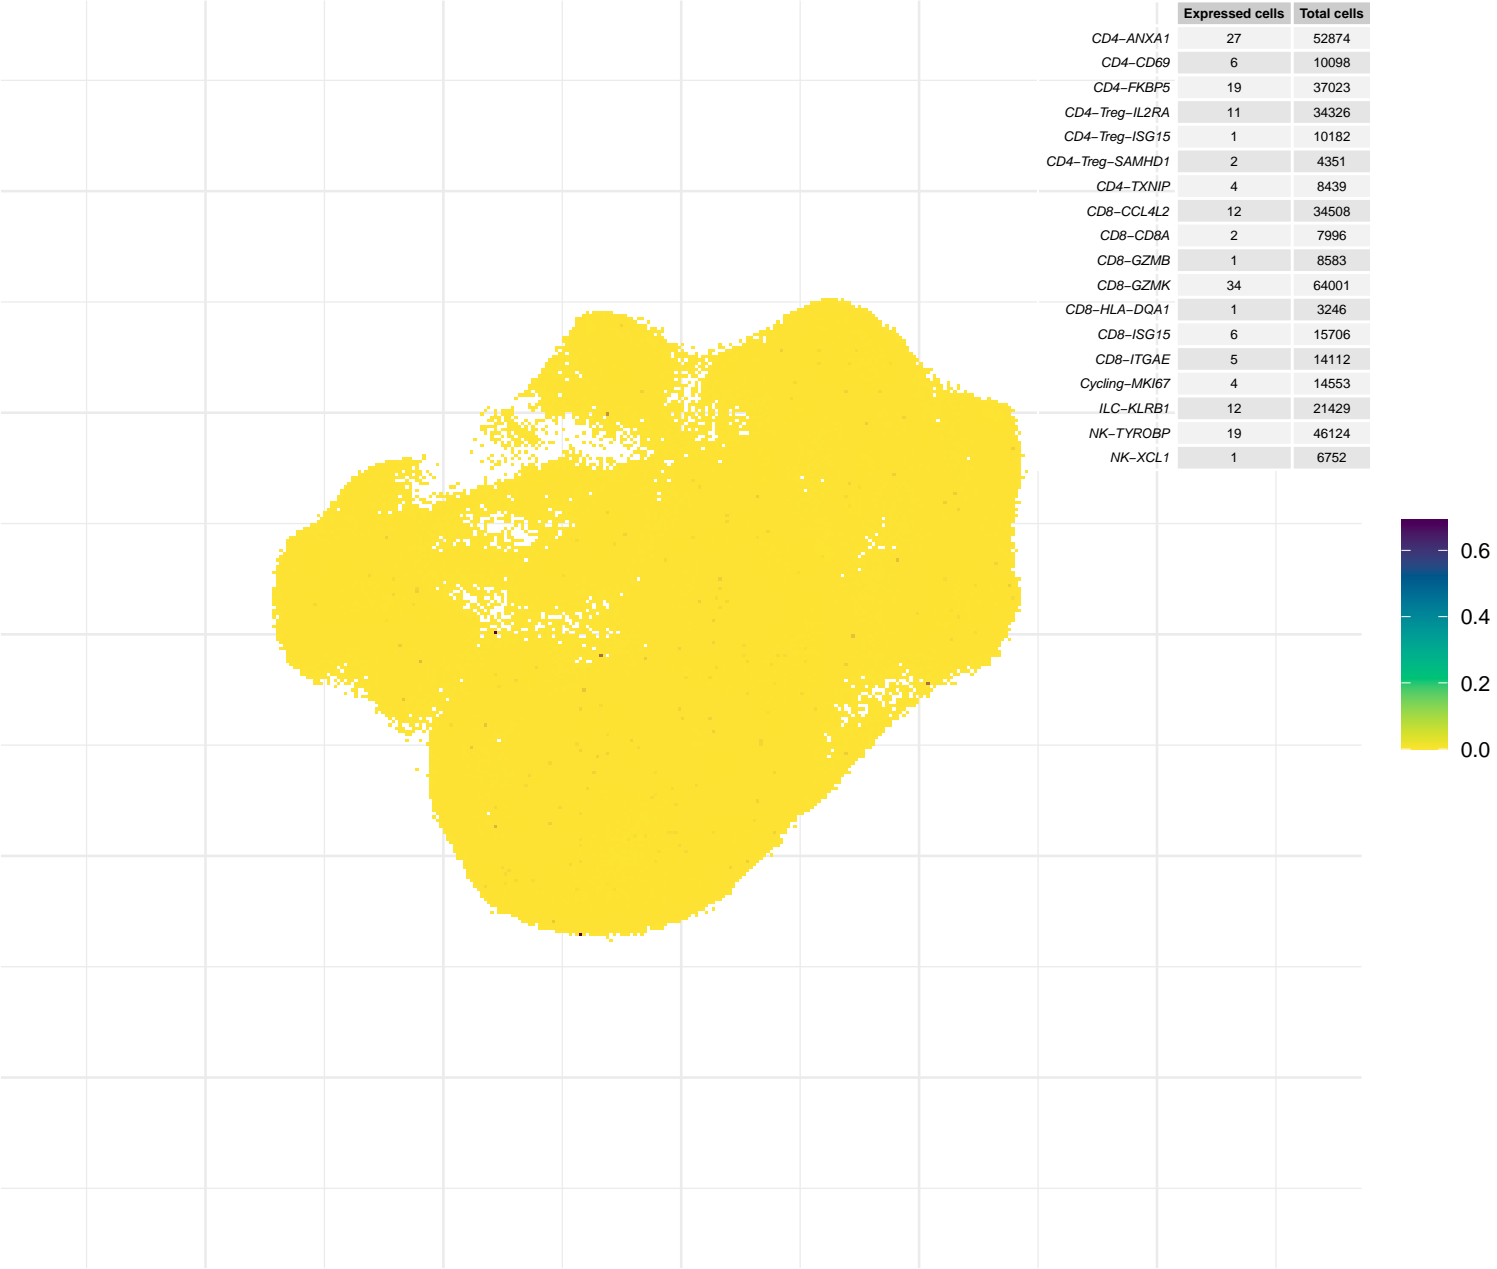 Expressed cells Total cells
CD4−ANXA1 27 52874
CD4−CD69 6 10098
CD4−FKBP5 19 37023
CD4−Treg−IL2RA 11 34326
CD4−Treg−ISG15 1 10182
CD4−Treg−SAMHD1 2 4351
CD4−TXNIP 4 8439
CD8−CCL4L2 12 34508
CD8−CD8A 2 7996
CD8−GZMB 1 8583
CD8−GZMK 34 64001
CD8−HLA−DQA1 1 3246
CD8−ISG15 6 15706
CD8−ITGAE 5 14112
Cycling−MKI67 4 14553
ILC−KLRB1 12 21429
NK−TYROBP 19 46124
NK−XCL1 1 6752
0.6
0.4
0.2
0.0